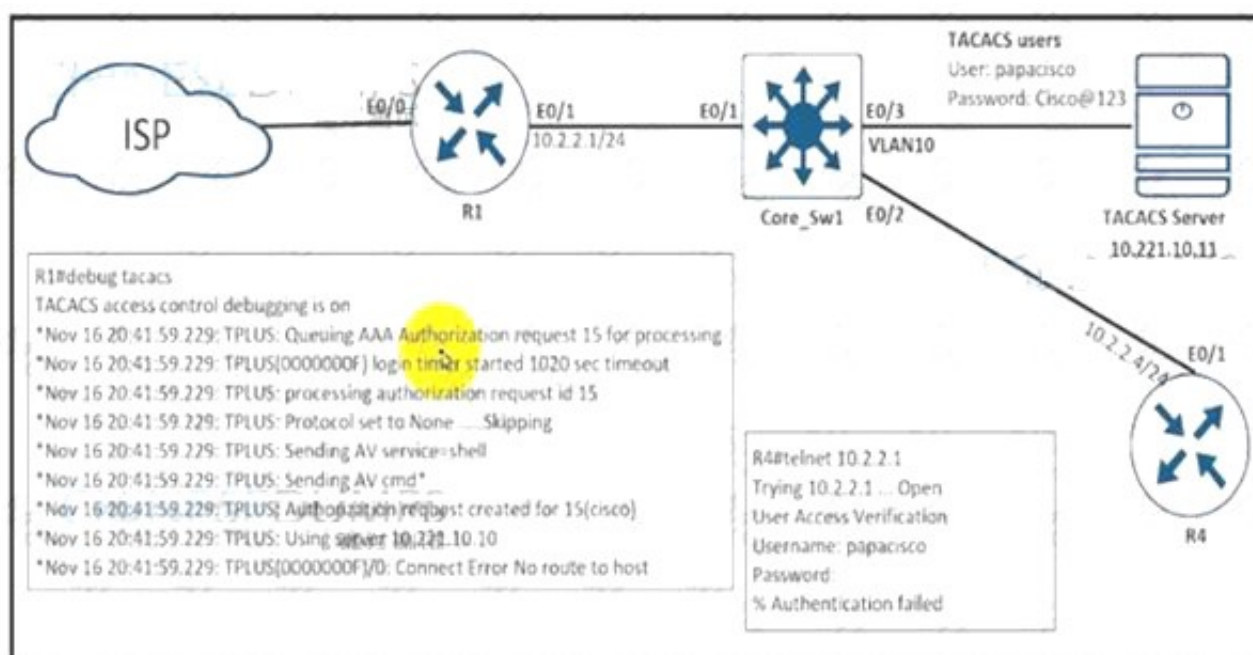 TACACS users
User: papacisco
Password: Cisco@123
ISP
E0/0
E0/1
10.2.2.1/24
E0/1
E0/3
VLAN10
R1
Core_Sw1
E0/2
TACACS Server
10.221.10.11
R1#debug tacacs
TACACS access control debugging is on
*Nov 16 20:41:59.229: TPLUS: Queuing AAA Authorization request 15 for processing
*Nov 16 20:41:59.229: TPLUS(0000000F) login timer started 1020 sec timeout
*Nov 16 20:41:59.229: TPLUS: processing authorization request id 15
*Nov 16 20:41:59.229: TPLUS: Protocol set to None .....Skipping
*Nov 16 20:41:59.229: TPLUS: Sending AV service=shell
*Nov 16 20:41:59.229: TPLUS: Sending AV cmd*
*Nov 16 20:41:59.229: TPLUS: Authorization request created for 15(cisco)
*Nov 16 20:41:59.229: TPLUS: Using server 10.221.10.10
*Nov 16 20:41:59.229: TPLUS(0000000F)/0: Connect Error No route to host
10.2.2.4/24
E0/1
R4
R4#telnet 10.2.2.1
Trying 10.2.2.1 ... Open
User Access Verification
Username: papacisco
Password:
% Authentication failed